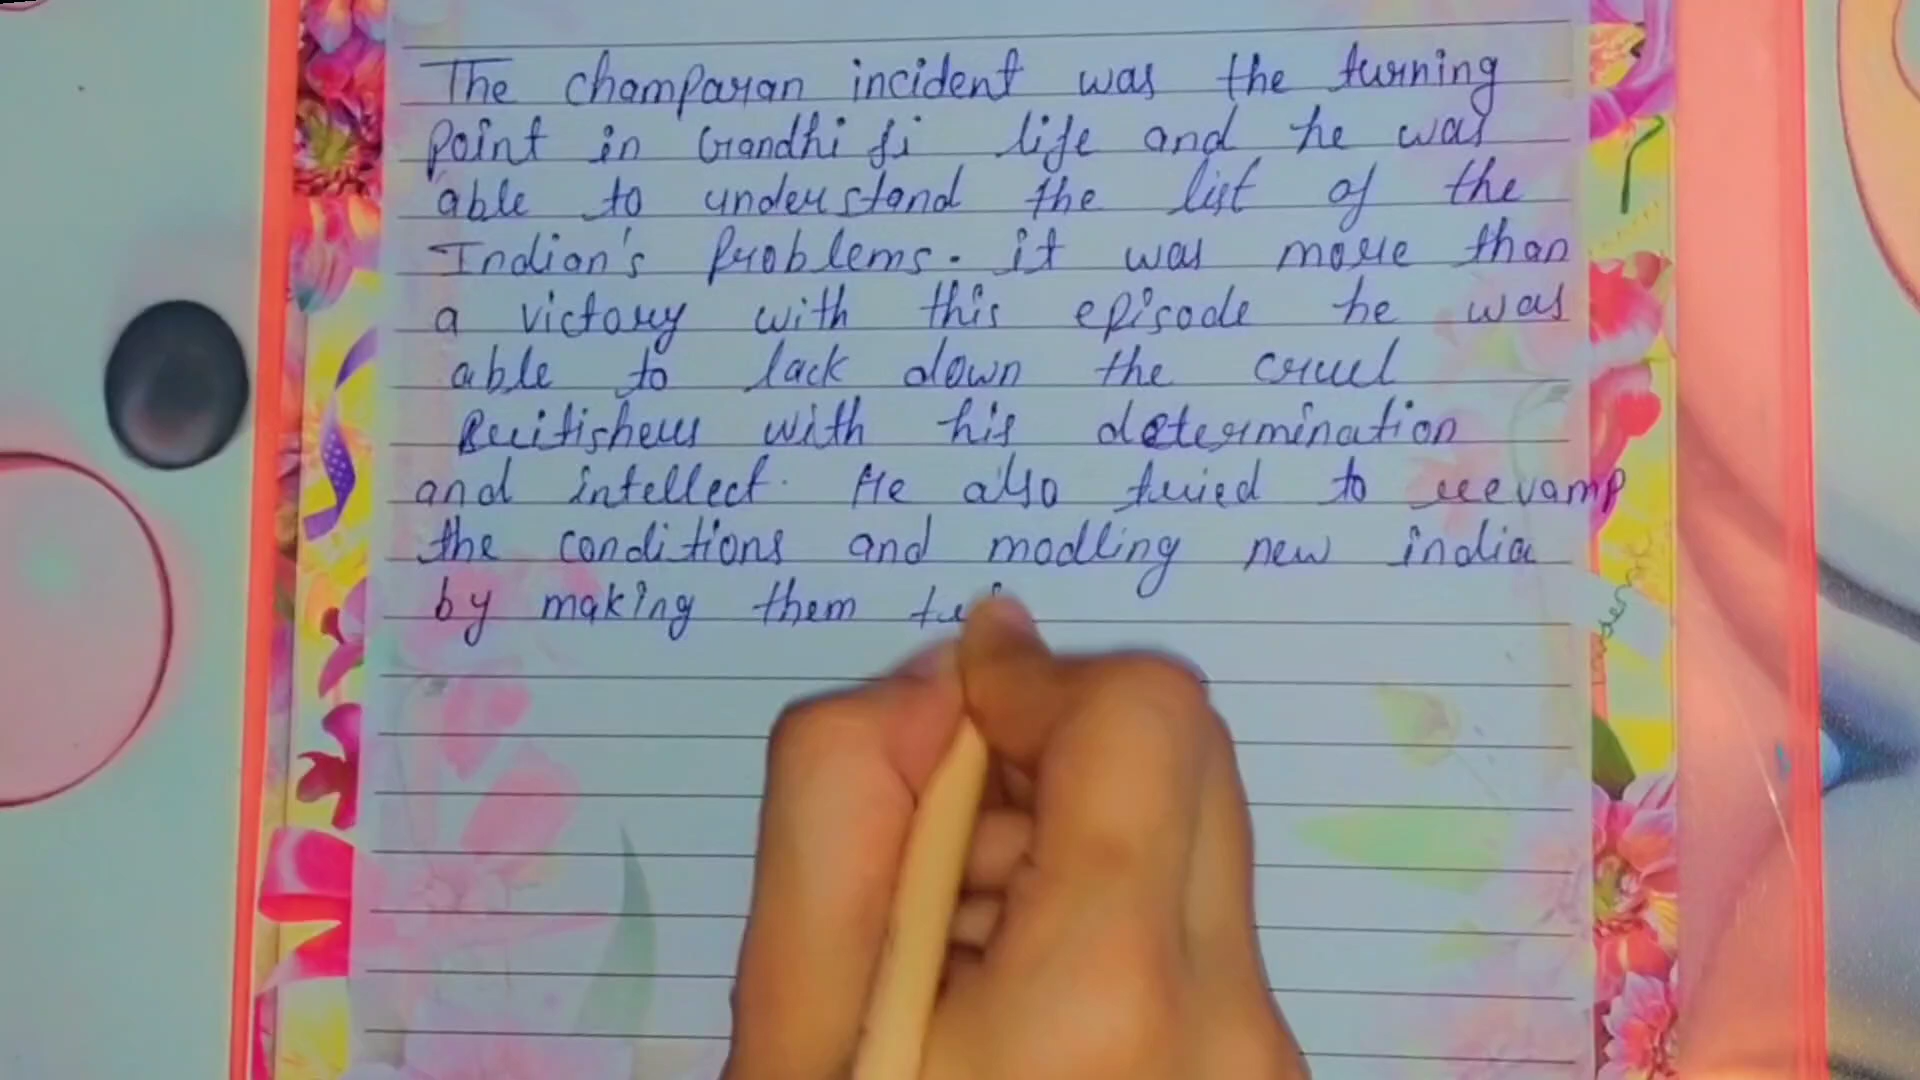 The champaran incident was the turning
point in Gandhi ji life and he was
able to understand the list of the
Indian's problems. it was more than
a victory with this episode he was
able to lack down the cruel
Britishers with his determination
and intellect. He also tried to revamp
the conditions and modling new india
by making them